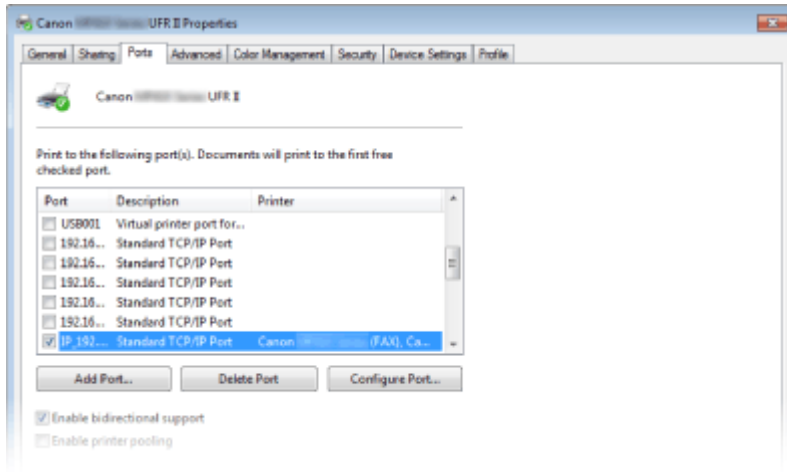 Canon UFR II Properties
General Sharing Ports Advanced Color Management Security Device Settings Profile
Canon UFR II
Print to the following port(s). Documents will print to the first free
checked port.
Port Description Printer
USB001 Virtual printer port for...
192.16... Standard TCP/IP Port
192.16... Standard TCP/IP Port
192.16... Standard TCP/IP Port
192.16... Standard TCP/IP Port
192.16... Standard TCP/IP Port
IP_192.... Standard TCP/IP Port Canon (FAX), Ca...
Add Port... Delete Port Configure Port...
Enable bidirectional support
Enable printer pooling